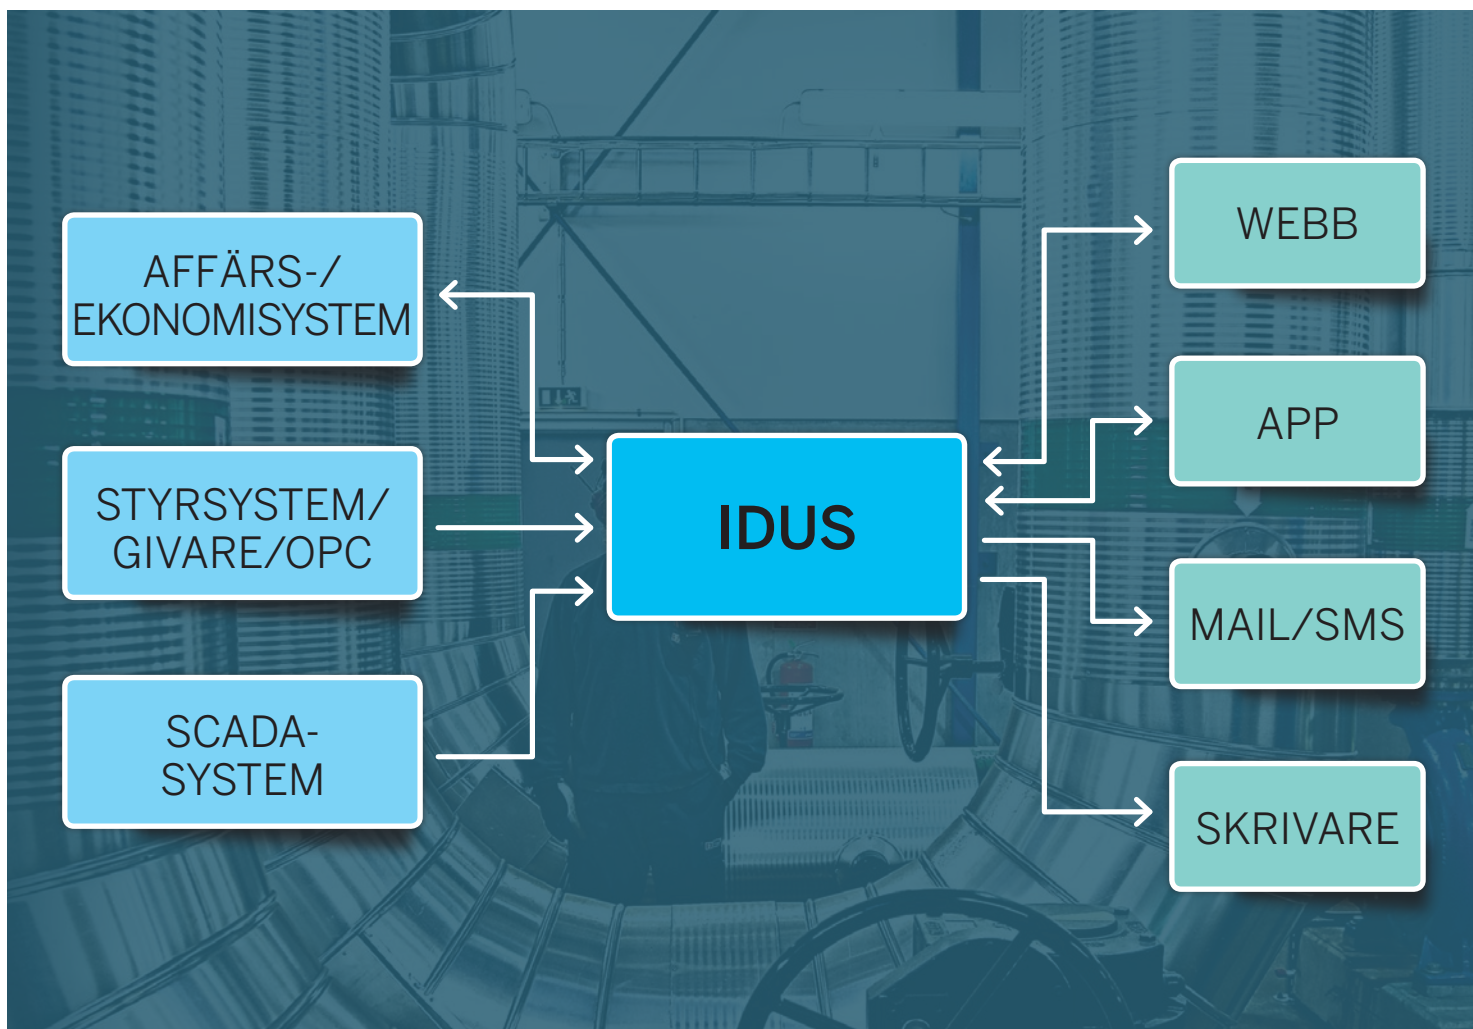 AFFÄRS-/
EKONOMISYSTEM
STYRSYSTEM/
GIVARE/OPC
SCADA-
SYSTEM
IDUS
WEBB
APP
MAIL/SMS
SKRIVARE